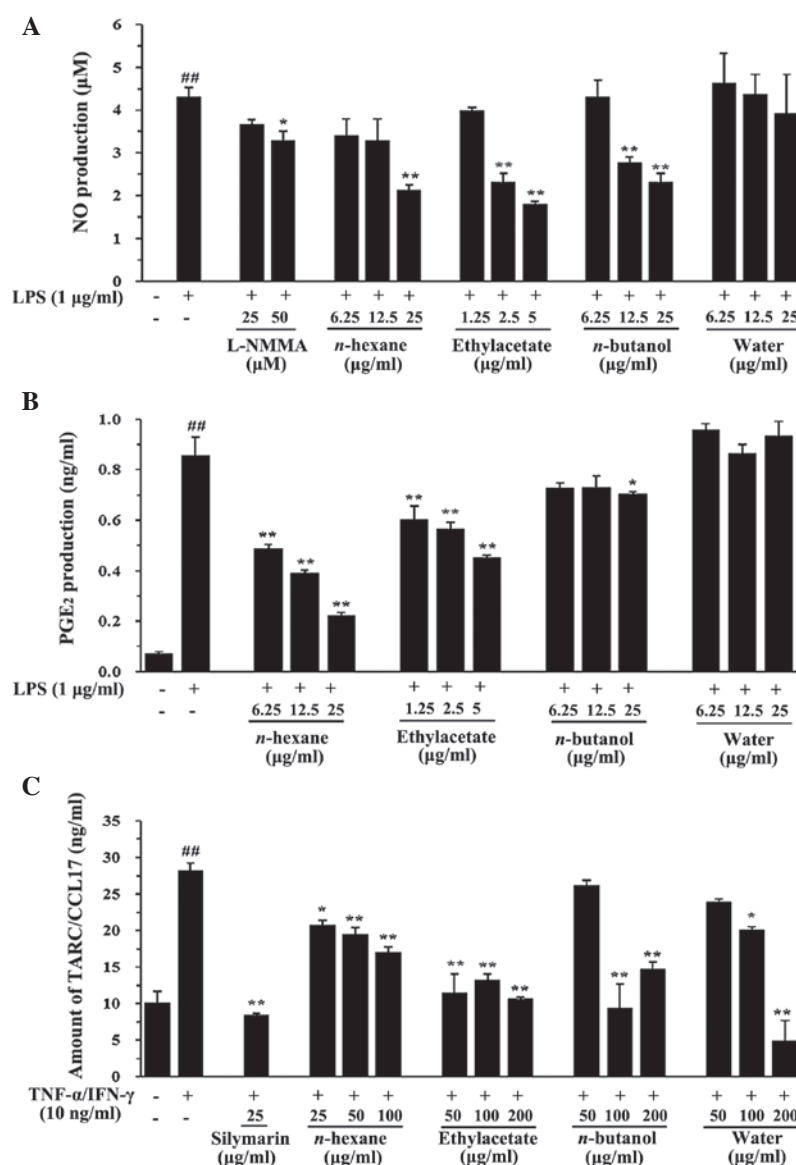 A
NO production (μM)
6
5
4
3
2
1
0
##
*
**
** **
** **
LPS (1 μg/ml) - + + + + + + + + + + + + + +
- - 25 50 6.25 12.5 25 1.25 2.5 5 6.25 12.5 25 6.25 12.5 25
L-NMMA n-hexane Ethylacetate n-butanol Water
(μM) (μg/ml) (μg/ml) (μg/ml) (μg/ml)
B
PGE2 production (ng/ml)
1.0
0.8
0.6
0.4
0.2
0.0
##
** ** **
** ** **
*
LPS (1 μg/ml) - + + + + + + + + + + + + +
- - 6.25 12.5 25 1.25 2.5 5 6.25 12.5 25 6.25 12.5 25
n-hexane Ethylacetate n-butanol Water
(μg/ml) (μg/ml) (μg/ml) (μg/ml)
C
Amount of TARC/CCL17 (ng/ml)
35
30
25
20
15
10
5
0
##
**
* ** **
** ** **
** **
* **
TNF-α/IFN-γ - + + + + + + + + + + + + + +
(10 ng/ml) - - 25 25 50 100 50 100 200 50 100 200 50 100 200
Silymarin n-hexane Ethylacetate n-butanol Water
(μg/ml) (μg/ml) (μg/ml) (μg/ml) (μg/ml)